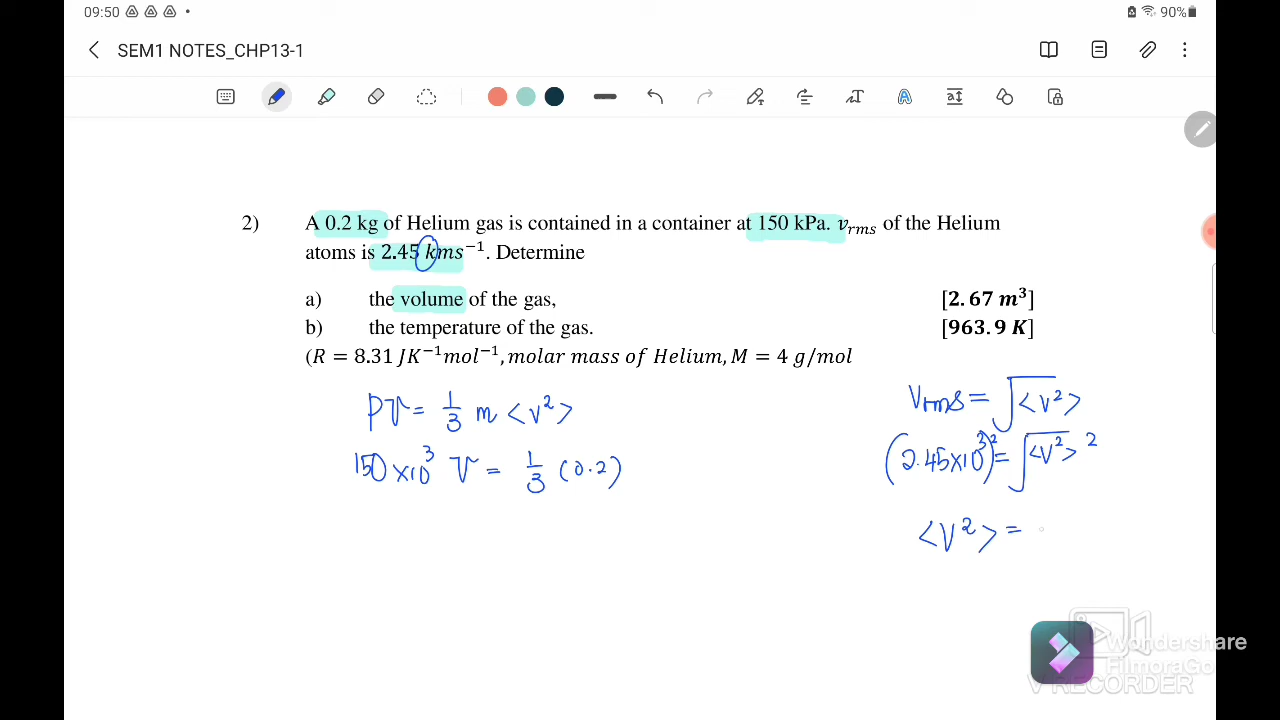 09:50
90%
SEM1 NOTES_CHP13-1
2) A 0.2 kg of Helium gas is contained in a container at 150 kPa. v_rms of the Helium
atoms is 2.45 kms⁻¹. Determine
a) the volume of the gas, [2.67 m³]
b) the temperature of the gas. [963.9 K]
(R = 8.31 JK⁻¹mol⁻¹, molar mass of Helium, M = 4 g/mol
PV = 1/3 m <v²>
150 × 10³ V = 1/3 (0.2)
Vrms = √<v²>
(2.45×10³)² = √<v²> ²
<v²> =
Wondershare
FilmoraGo
V RECORDER